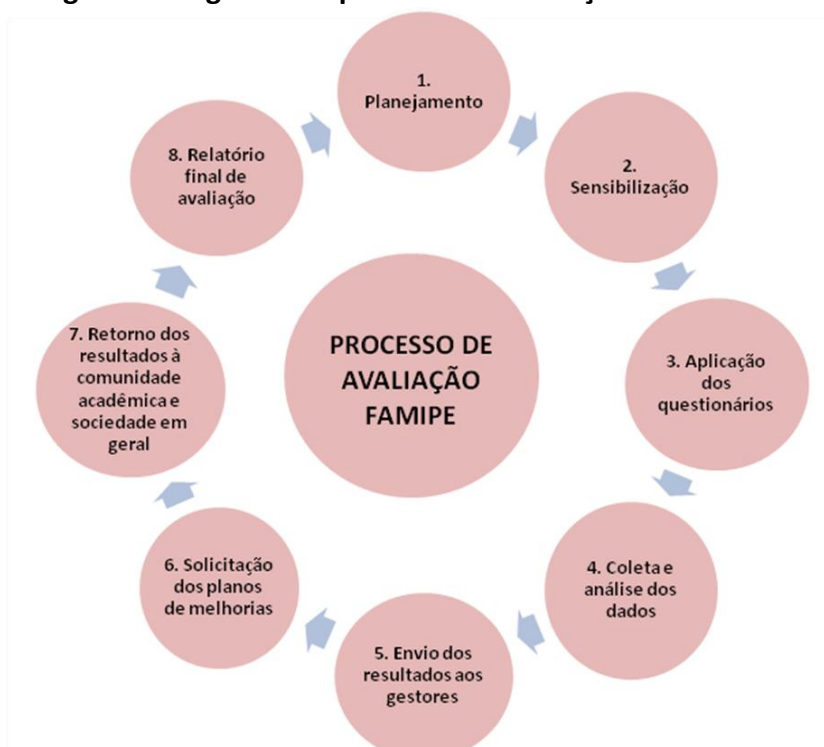 1.
Planejamento
2.
Sensibilização
3. Aplicação
dos
questionários
4. Coleta e
análise dos
dados
5. Envio dos
resultados aos
gestores
6. Solicitação
dos planos
de melhorias
7. Retorno dos
resultados à
comunidade
acadêmica e
sociedade em
geral
8. Relatório
final de
avaliação
PROCESSO DE
AVALIAÇÃO
FAMIPE